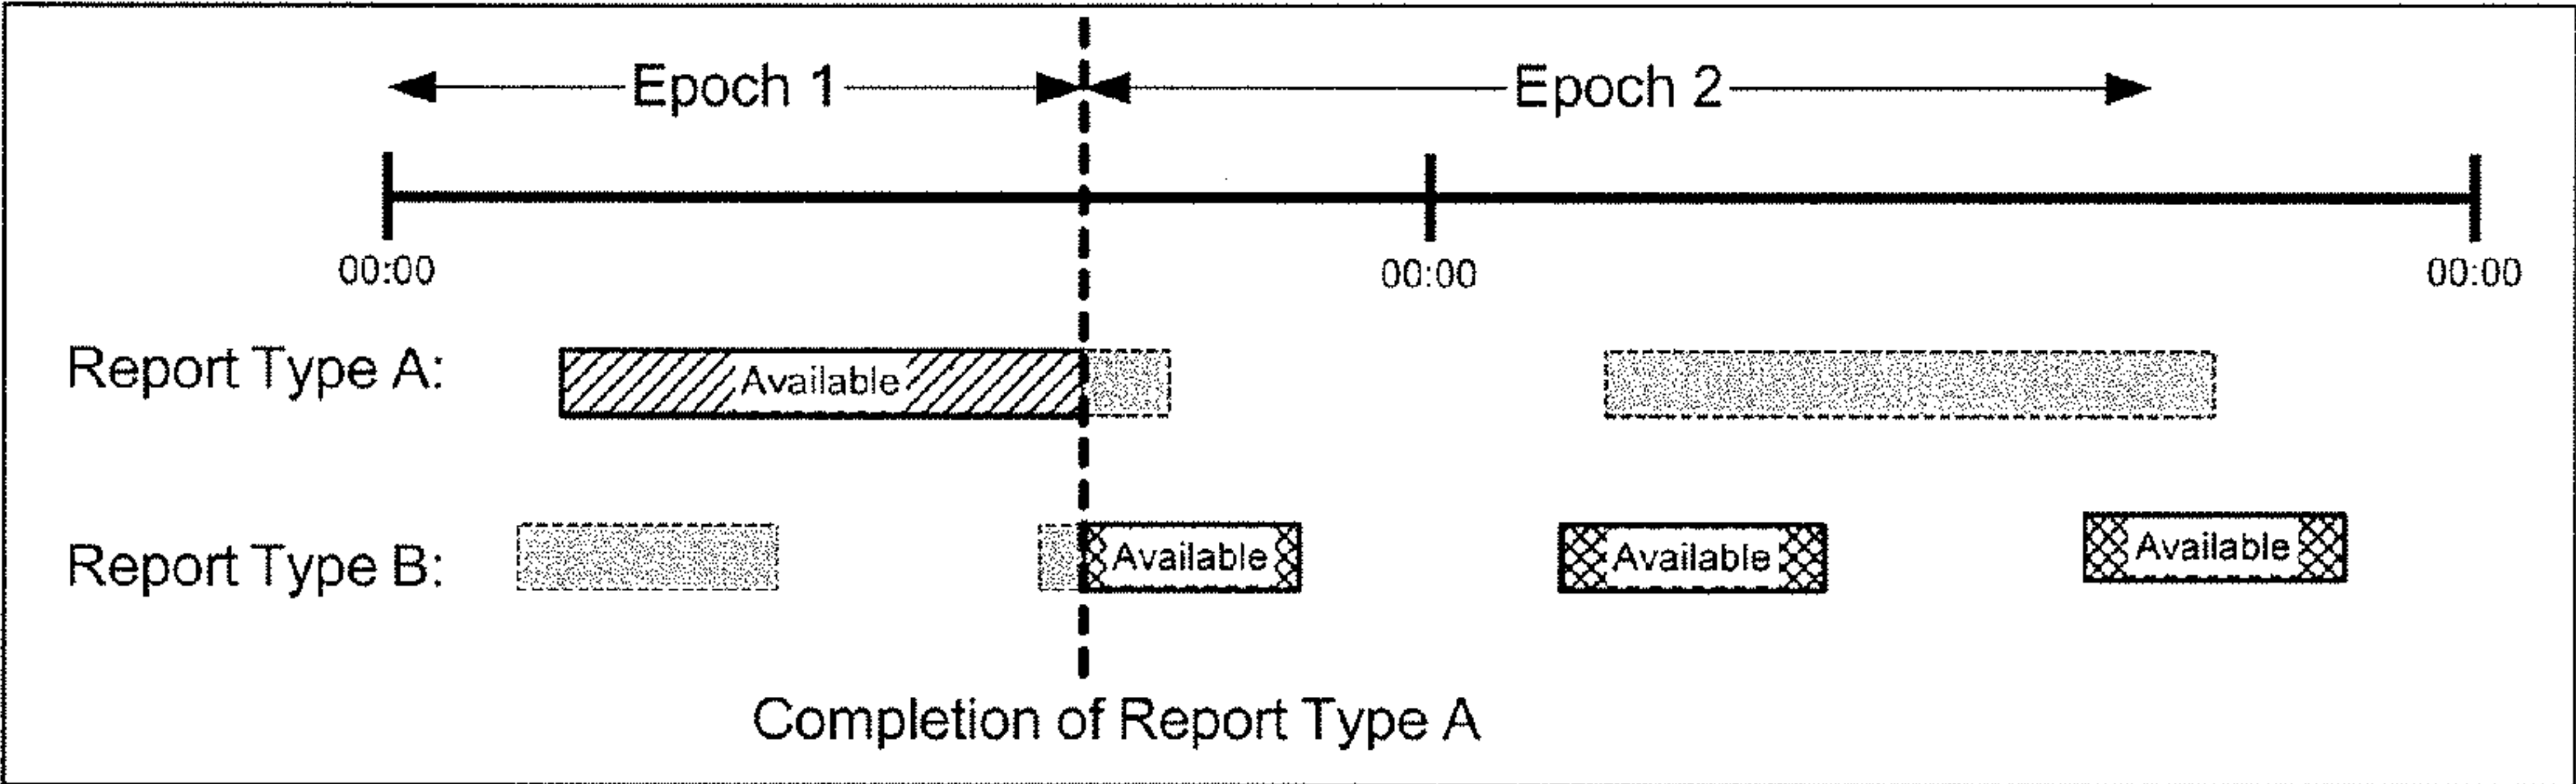 Epoch 1 Epoch 2
00:00 00:00 00:00
Report Type A: Available
Report Type B: Available Available Available
Completion of Report Type A